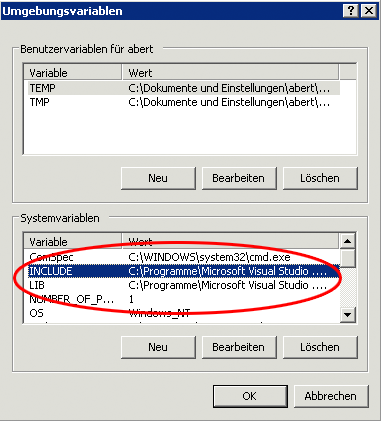 Umgebungsvariablen
Benutzervariablen für abert
Variable Wert
TEMP C:\Dokumente und Einstellungen\abert\...
TMP C:\Dokumente und Einstellungen\abert\...
Neu Bearbeiten Löschen
Systemvariablen
Variable Wert
ComSpec C:\WINDOWS\system32\cmd.exe
INCLUDE C:\Programme\Microsoft Visual Studio ....
LIB C:\Programme\Microsoft Visual Studio ....
NUMBER_OF_P... 1
OS Windows_NT
Neu Bearbeiten Löschen
OK Abbrechen